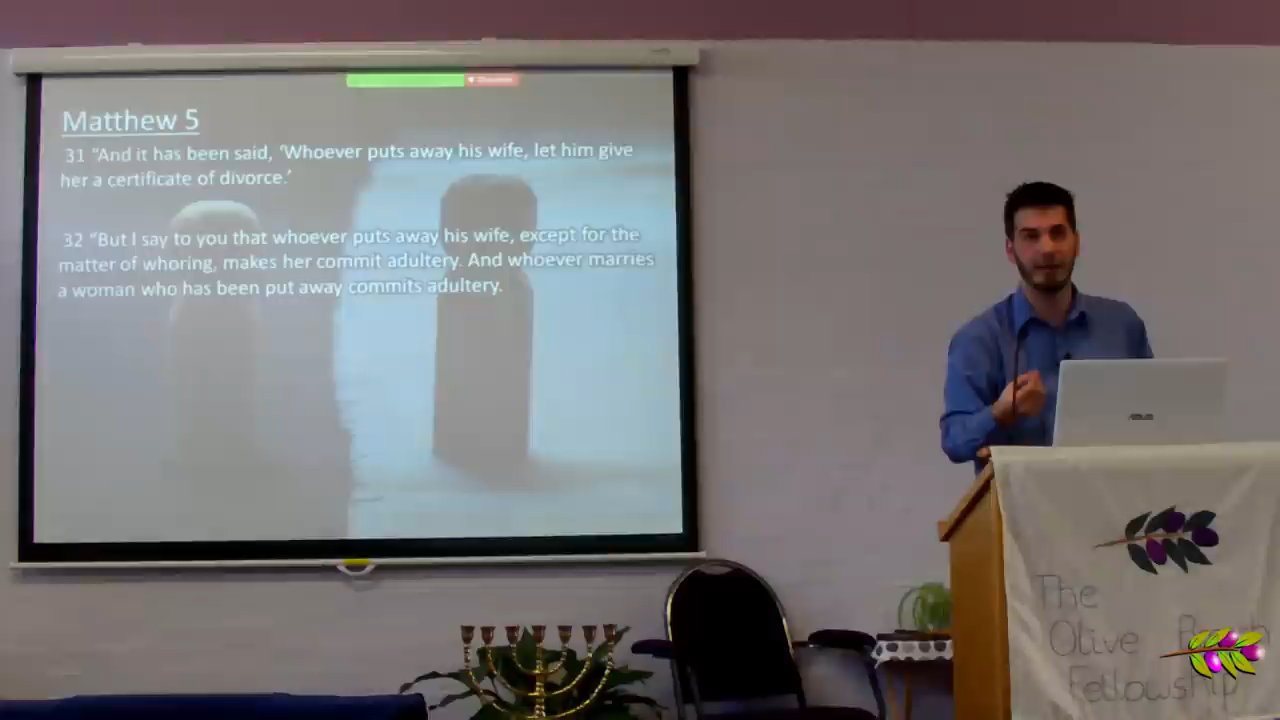 Matthew 5
31 “And it has been said, ‘Whoever puts away his wife, let him give
her a certificate of divorce.’
32 “But I say to you that whoever puts away his wife, except for the
matter of whoring, makes her commit adultery. And whoever marries
a woman who has been put away commits adultery.
ASUS
The
Olive Branch
Fellowship